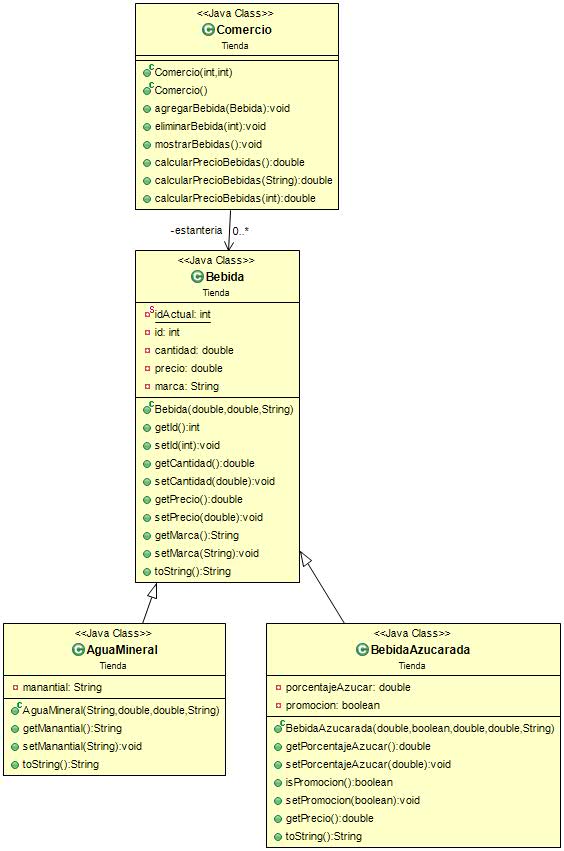 <<Java Class>>
Comercio
Tienda
Comercio(int,int)
Comercio()
agregarBebida(Bebida):void
eliminarBebida(int):void
mostrarBebidas():void
calcularPrecioBebidas():double
calcularPrecioBebidas(String):double
calcularPrecioBebidas(int):double
-estanteria 0..*
<<Java Class>>
Bebida
Tienda
idActual: int
id: int
cantidad: double
precio: double
marca: String
Bebida(double,double,String)
getId():int
setId(int):void
getCantidad():double
setCantidad(double):void
getPrecio():double
setPrecio(double):void
getMarca():String
setMarca(String):void
toString():String
<<Java Class>>
AguaMineral
Tienda
manantial: String
AguaMineral(String,double,double,String)
getManantial():String
setManantial(String):void
toString():String
<<Java Class>>
BebidaAzucarada
Tienda
porcentajeAzucar: double
promocion: boolean
BebidaAzucarada(double,boolean,double,double,String)
getPorcentajeAzucar():double
setPorcentajeAzucar(double):void
isPromocion():boolean
setPromocion(boolean):void
getPrecio():double
toString():String